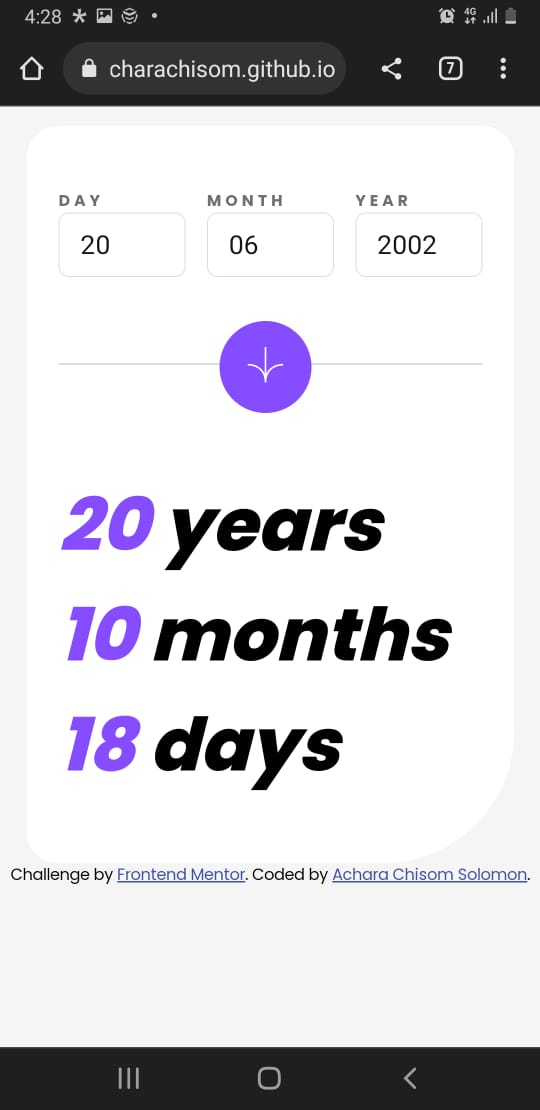 4:28 4G
charachisom.github.io 7
DAY MONTH YEAR
20 06 2002
20 years
10 months
18 days
Challenge by Frontend Mentor. Coded by Achara Chisom Solomon.